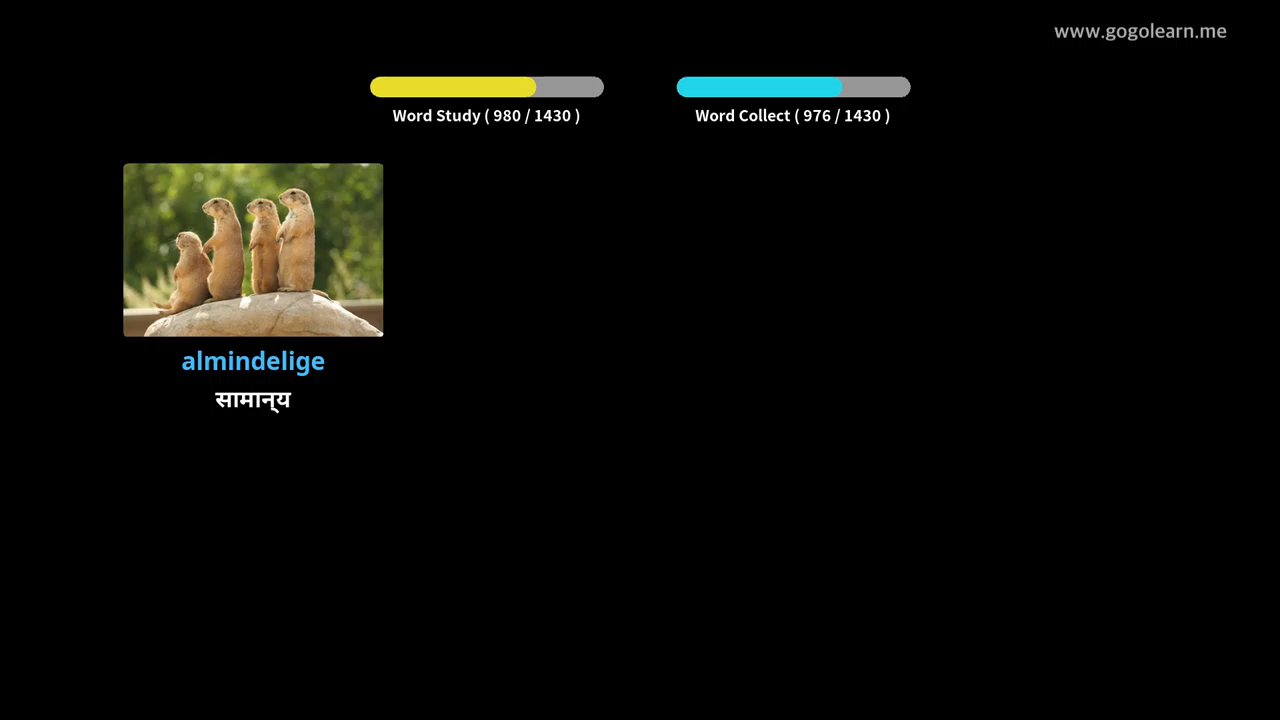 www.gogolearn.me
Word Study ( 980 / 1430 )
Word Collect ( 976 / 1430 )
almindelige
सामान्य